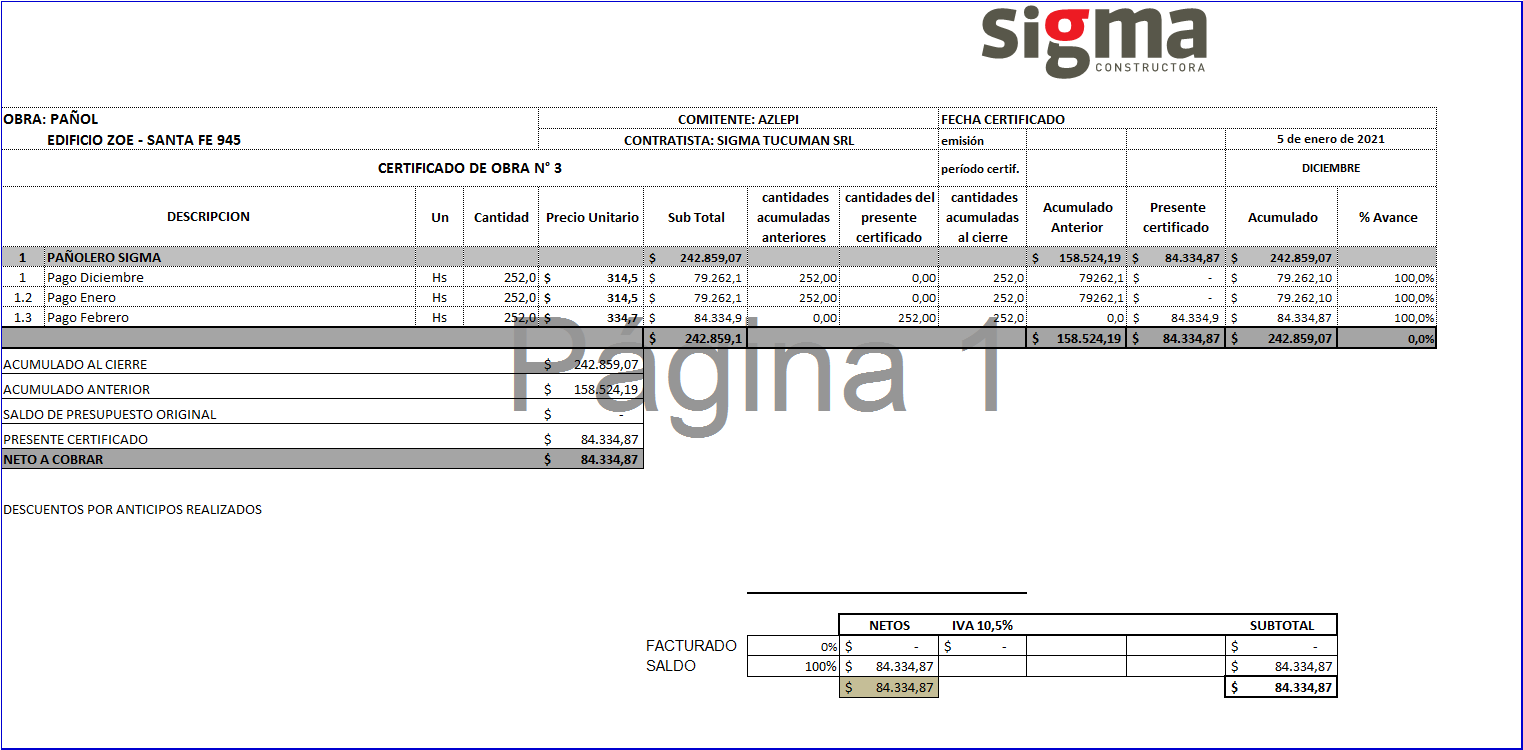 sigma
CONSTRUCTORA
OBRA: PAÑOL COMITENTE: AZLEPI FECHA CERTIFICADO
EDIFICIO ZOE - SANTA FE 945 CONTRATISTA: SIGMA TUCUMAN SRL emisión 5 de enero de 2021
CERTIFICADO DE OBRA N° 3 período certif. DICIEMBRE
DESCRIPCION Un Cantidad Precio Unitario Sub Total cantidades acumuladas anteriores cantidades del presente certificado cantidades acumuladas al cierre Acumulado Anterior Presente certificado Acumulado % Avance
1 PAÑOLERO SIGMA $ 242.859,07 $ 158.524,19 $ 84.334,87 $ 242.859,07
1 Pago Diciembre Hs 252,0 $ 314,5 $ 79.262,1 252,00 0,00 252,0 79262,1 $ - $ 79.262,10 100,0%
1.2 Pago Enero Hs 252,0 $ 314,5 $ 79.262,1 252,00 0,00 252,0 79262,1 $ - $ 79.262,10 100,0%
1.3 Pago Febrero Hs 252,0 $ 334,7 $ 84.334,9 0,00 252,00 252,0 0,0 $ 84.334,9 $ 84.334,87 100,0%
$ 242.859,1 $ 158.524,19 $ 84.334,87 $ 242.859,07 0,0%
Página 1
ACUMULADO AL CIERRE $ 242.859,07
ACUMULADO ANTERIOR $ 158.524,19
SALDO DE PRESUPUESTO ORIGINAL $ -
PRESENTE CERTIFICADO $ 84.334,87
NETO A COBRAR $ 84.334,87
DESCUENTOS POR ANTICIPOS REALIZADOS
NETOS IVA 10,5% SUBTOTAL
FACTURADO 0% $ - $ - $ -
SALDO 100% $ 84.334,87 $ 84.334,87
$ 84.334,87 $ 84.334,87